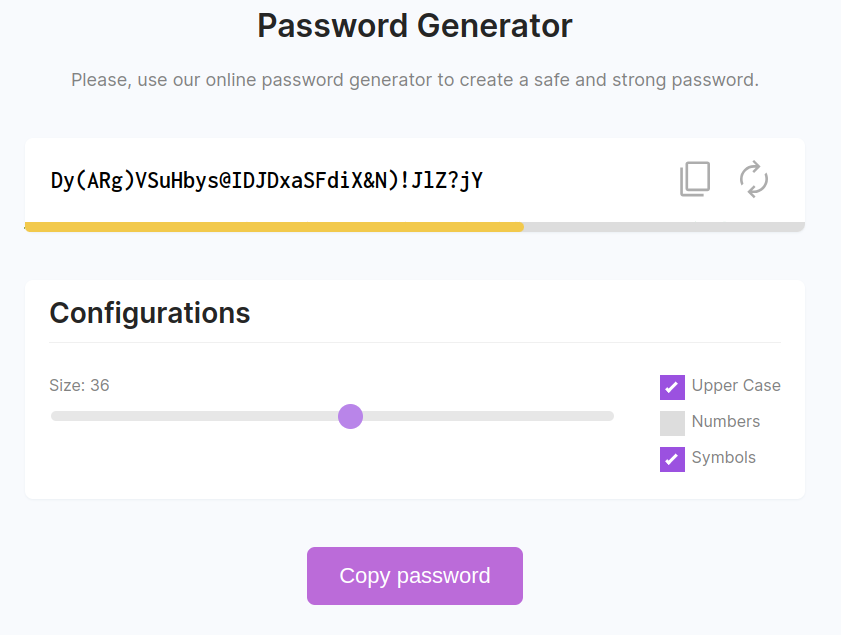 Password Generator
Please, use our online password generator to create a safe and strong password.
Dy(ARg)VSuHbys@IDJDxaSFdiX&N)!JlZ?jY
Configurations
Size: 36
Upper Case
Numbers
Symbols
Copy password